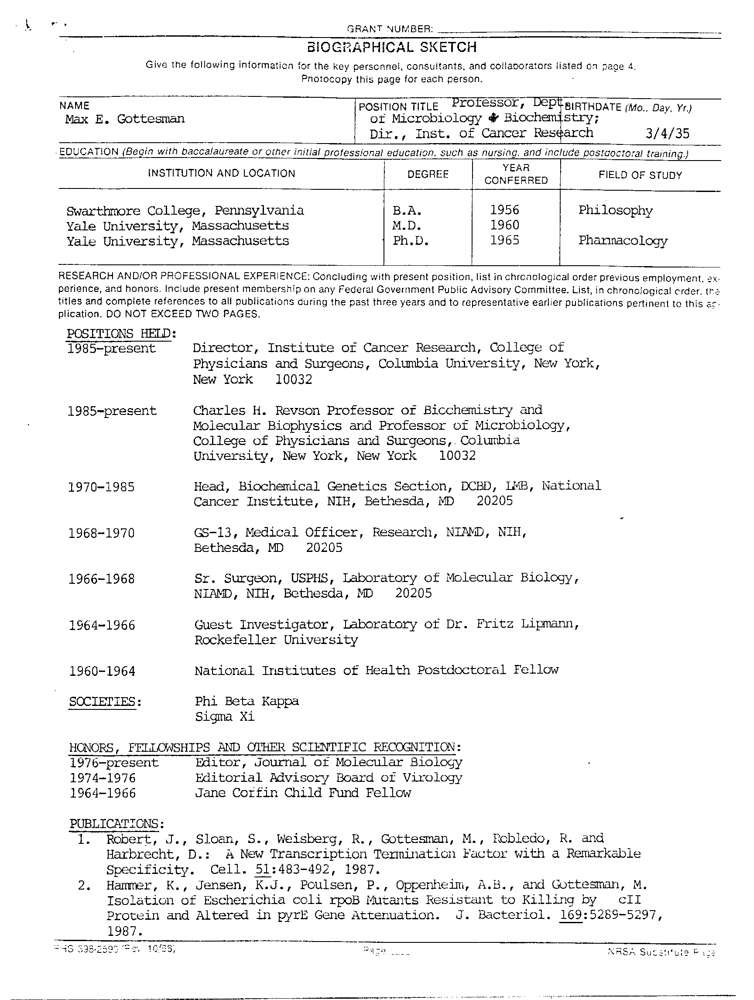 GRANT NUMBER:
BIOGRAPHICAL SKETCH
Give the following information for the key personnel, consultants, and collaborators listed on page 4.
Photocopy this page for each person.
NAME
Max E. Gottesman
POSITION TITLE Professor, Dept
of Microbiology & Biochemistry;
Dir., Inst. of Cancer Research
BIRTHDATE (Mo., Day, Yr.)
3/4/35
EDUCATION (Begin with baccalaureate or other initial professional education, such as nursing, and include postdoctoral training.)
INSTITUTION AND LOCATION DEGREE YEAR CONFERRED FIELD OF STUDY
Swarthmore College, Pennsylvania B.A. 1956 Philosophy
Yale University, Massachusetts M.D. 1960
Yale University, Massachusetts Ph.D. 1965 Pharmacology
RESEARCH AND/OR PROFESSIONAL EXPERIENCE: Concluding with present position, list in chronological order previous employment, ex-
perience, and honors. Include present membership on any Federal Government Public Advisory Committee. List, in chronological order, the
titles and complete references to all publications during the past three years and to representative earlier publications pertinent to this ap-
plication. DO NOT EXCEED TWO PAGES.
POSITIONS HELD:
1985-present Director, Institute of Cancer Research, College of
Physicians and Surgeons, Columbia University, New York,
New York 10032
1985-present Charles H. Revson Professor of Biochemistry and
Molecular Biophysics and Professor of Microbiology,
College of Physicians and Surgeons, Columbia
University, New York, New York 10032
1970-1985 Head, Biochemical Genetics Section, DCBD, LMB, National
Cancer Institute, NIH, Bethesda, MD 20205
1968-1970 GS-13, Medical Officer, Research, NIAMD, NIH,
Bethesda, MD 20205
1966-1968 Sr. Surgeon, USPHS, Laboratory of Molecular Biology,
NIAMD, NIH, Bethesda, MD 20205
1964-1966 Guest Investigator, Laboratory of Dr. Fritz Lipmann,
Rockefeller University
1960-1964 National Institutes of Health Postdoctoral Fellow
SOCIETIES: Phi Beta Kappa
Sigma Xi
HONORS, FELLOWSHIPS AND OTHER SCIENTIFIC RECOGNITION:
1976-present Editor, Journal of Molecular Biology
1974-1976 Editorial Advisory Board of Virology
1964-1966 Jane Coffin Child Fund Fellow
PUBLICATIONS:
1. Robert, J., Sloan, S., Weisberg, R., Gottesman, M., Robledo, R. and
Harbrecht, D.: A New Transcription Termination Factor with a Remarkable
Specificity. Cell. 51:483-492, 1987.
2. Hammer, K., Jensen, K.J., Poulsen, P., Oppenheim, A.B., and Gottesman, M.
Isolation of Escherichia coli rpoB Mutants Resistant to Killing by cII
Protein and Altered in pyrE Gene Attenuation. J. Bacteriol. 169:5289-5297,
1987.
Page
NRSA Substitute Page